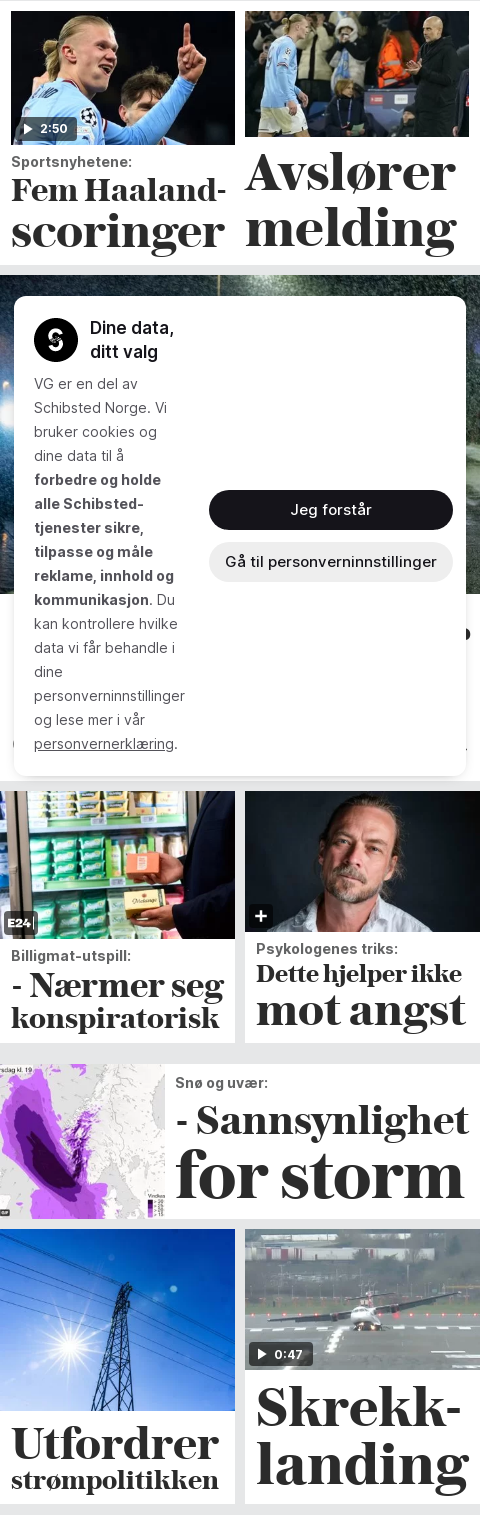 2:50
Sportsnyhetene:
Fem Haaland-
scoringer
Avslører
melding
Dine data,
ditt valg
VG er en del av
Schibsted Norge. Vi
bruker cookies og
dine data til å
forbedre og holde
alle Schibsted-
tjenester sikre,
tilpasse og måle
reklame, innhold og
kommunikasjon. Du
kan kontrollere hvilke
data vi får behandle i
dine
personverninnstillinger
og lese mer i vår
personvernerklæring.
Jeg forstår
Gå til personverninnstillinger
E24
Billigmat-utspill:
- Nærmer seg
konspiratorisk
Psykologenes triks:
Dette hjelper ikke
mot angst
rsdag kl. 19
Snø og uvær:
- Sannsynlighet
for storm
Utfordrer
strømpolitikken
0:47
Skrekk-
landing